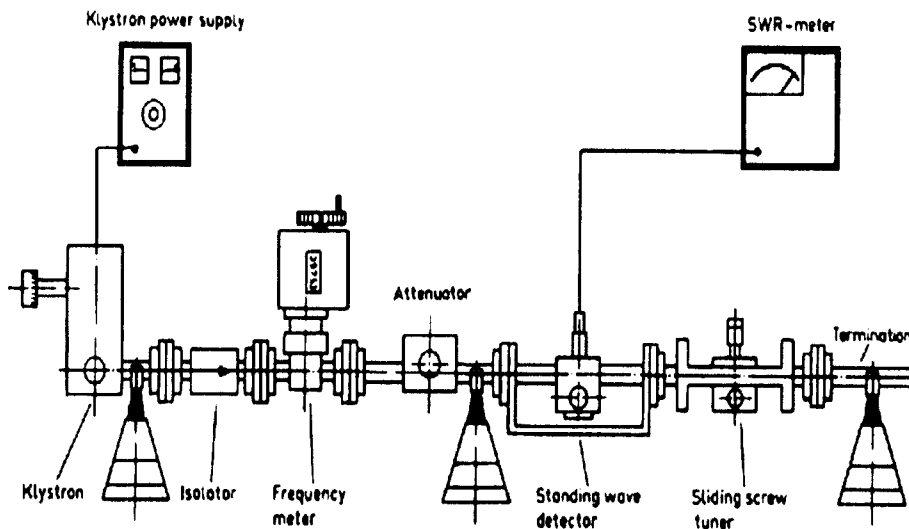 Klystron power supply
SWR-meter
Attenuator
Termination
Klystron
Isolator
Frequency
meter
Standing wave
detector
Sliding screw
tuner